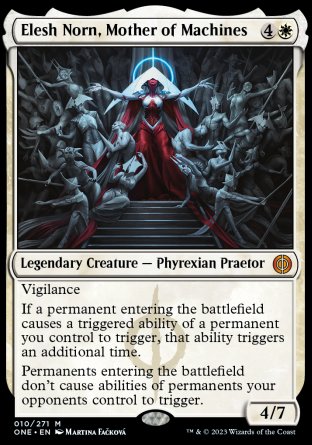 Elesh Norn, Mother of Machines 4
Legendary Creature — Phyrexian Praetor
Vigilance
If a permanent entering the battlefield
causes a triggered ability of a permanent
you control to trigger, that ability triggers
an additional time.
Permanents entering the battlefield
don't cause abilities of permanents your
opponents control to trigger.
4/7
010/271 M
ONE • EN Martina Fačková
™ & © 2023 Wizards of the Coast